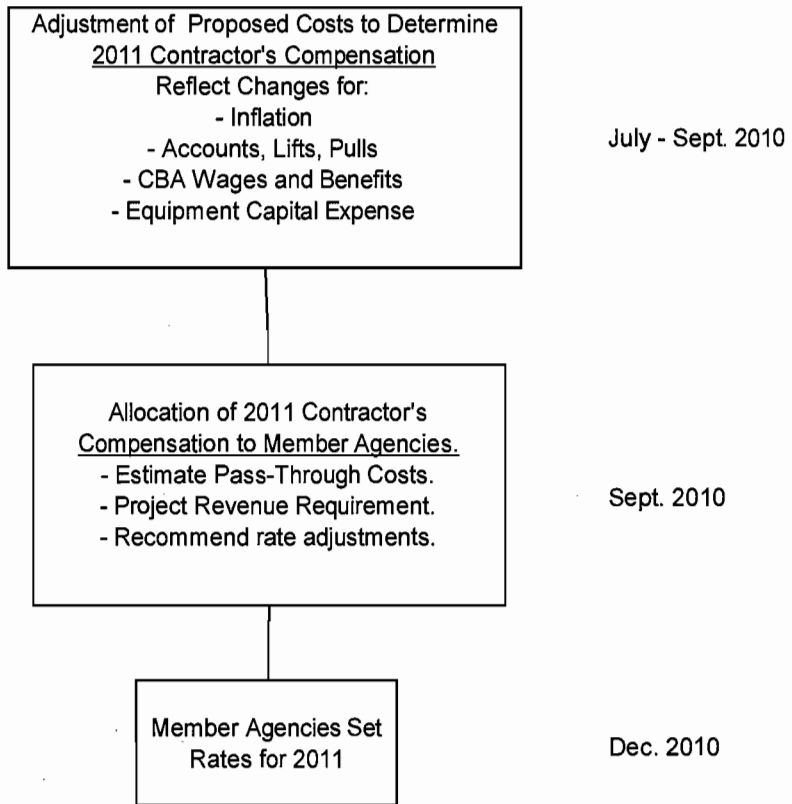 Adjustment of Proposed Costs to Determine
2011 Contractor's Compensation
Reflect Changes for:
- Inflation
- Accounts, Lifts, Pulls
- CBA Wages and Benefits
- Equipment Capital Expense
July - Sept. 2010
Allocation of 2011 Contractor's
Compensation to Member Agencies.
- Estimate Pass-Through Costs.
- Project Revenue Requirement.
- Recommend rate adjustments.
Sept. 2010
Member Agencies Set
Rates for 2011
Dec. 2010